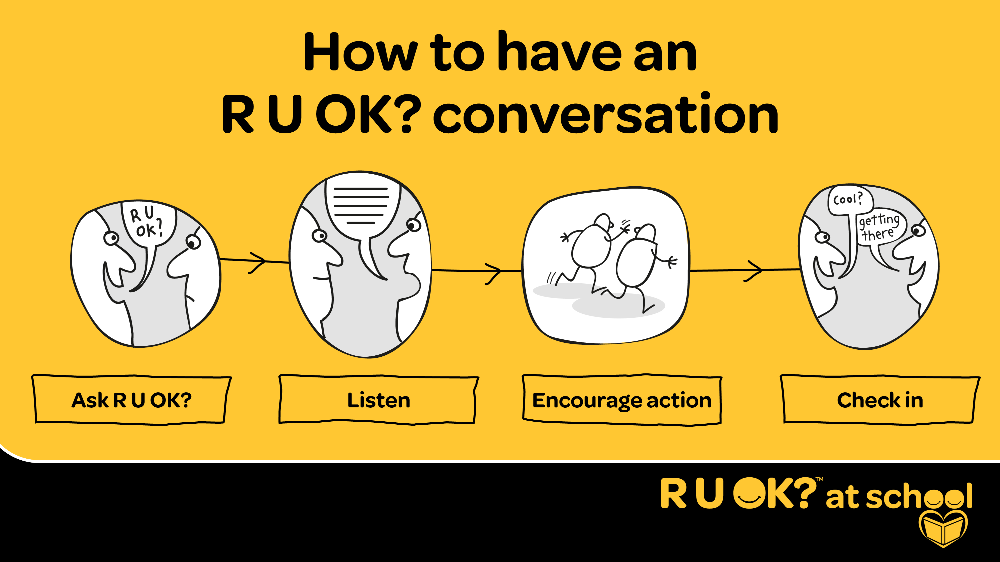 How to have an
R U OK? conversation
R U
OK?
Cool?
getting
there
Ask R U OK?
Listen
Encourage action
Check in
R U OK?™ at school